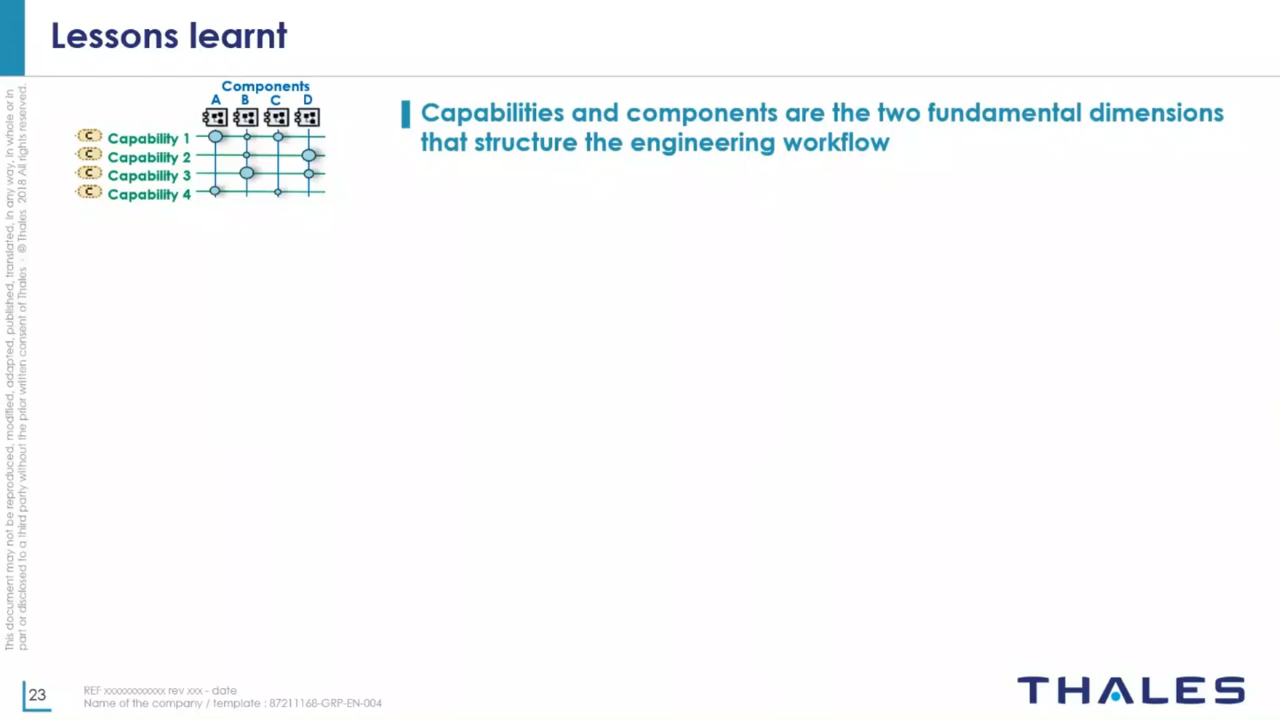 Lessons learnt
Components
A B C D
C Capability 1
C Capability 2
C Capability 3
C Capability 4
Capabilities and components are the two fundamental dimensions
that structure the engineering workflow
This document may not be reproduced, modified, adapted, published, translated, in any way, in whole or in
part or disclosed to a third party without the prior written consent of Thales - © Thales 2018 All rights reserved.
23
REF xxxxxxxxxxxx rev xxx - date
Name of the company / template : 87211168-GRP-EN-004
THALES